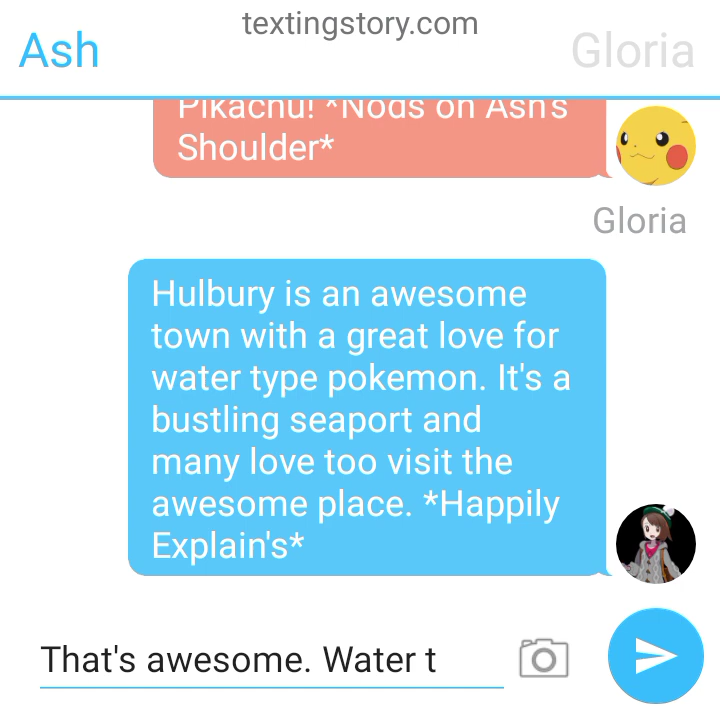 textingstory.com
Ash
Gloria
Pikachu! *Nods on Ash's
Shoulder*
Gloria
Hulbury is an awesome
town with a great love for
water type pokemon. It's a
bustling seaport and
many love too visit the
awesome place. *Happily
Explain's*
That's awesome. Water t